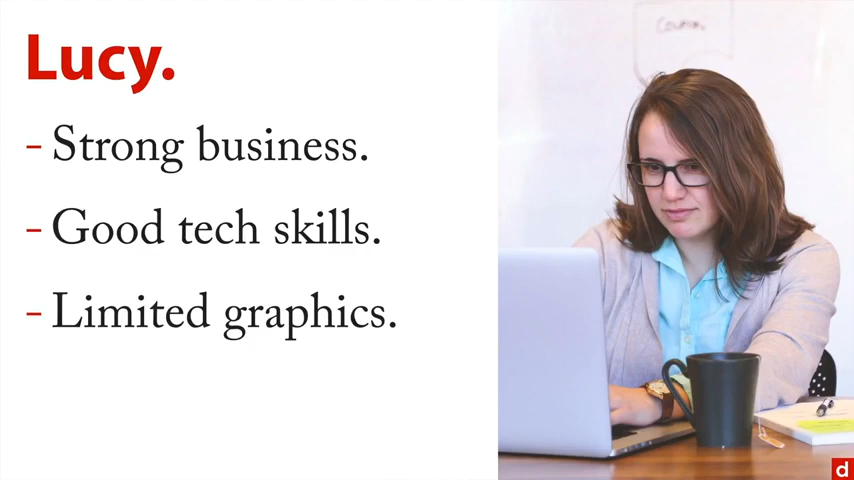 Lucy.
- Strong business.
- Good tech skills.
- Limited graphics.
d